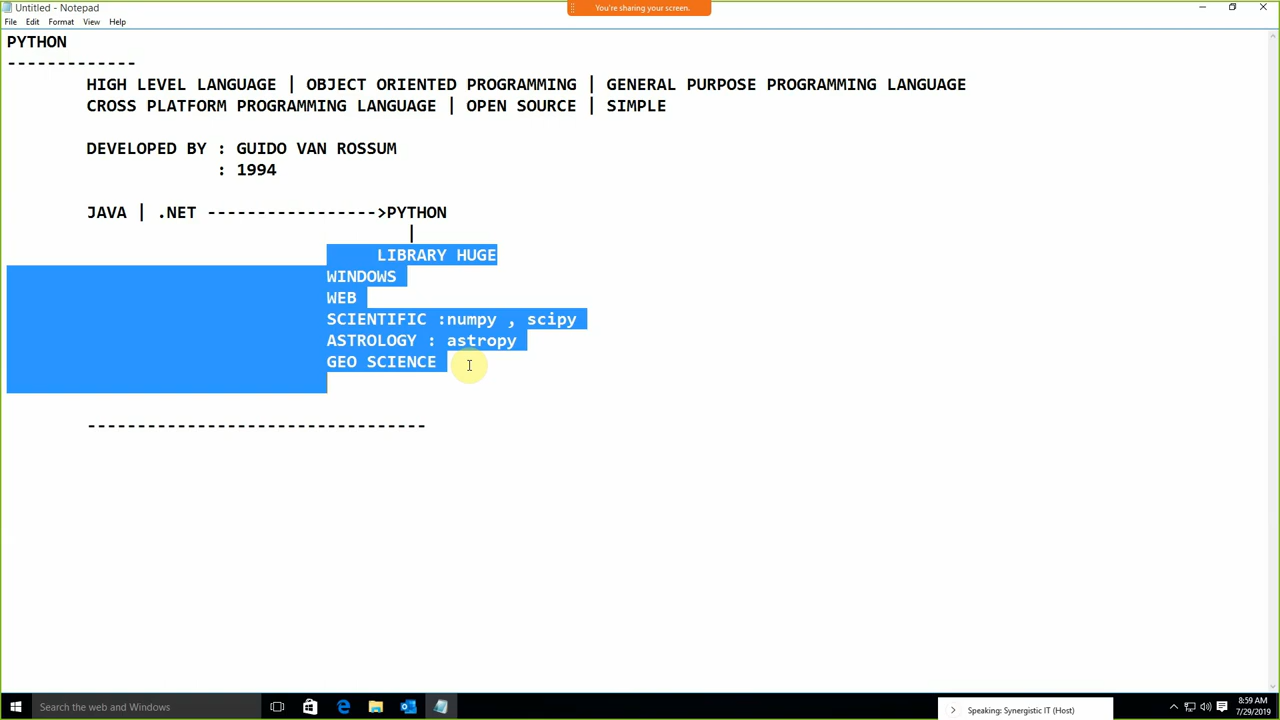 Untitled - Notepad
You're sharing your screen.
File Edit Format View Help
PYTHON
-------------
HIGH LEVEL LANGUAGE | OBJECT ORIENTED PROGRAMMING | GENERAL PURPOSE PROGRAMMING LANGUAGE
CROSS PLATFORM PROGRAMMING LANGUAGE | OPEN SOURCE | SIMPLE
DEVELOPED BY : GUIDO VAN ROSSUM
: 1994
JAVA | .NET ----------------->PYTHON
|
LIBRARY HUGE
WINDOWS
WEB
SCIENTIFIC :numpy , scipy
ASTROLOGY : astropy
GEO SCIENCE
----------------------------------
Search the web and Windows
Speaking: Synergistic IT (Host)
8:59 AM
7/29/2019